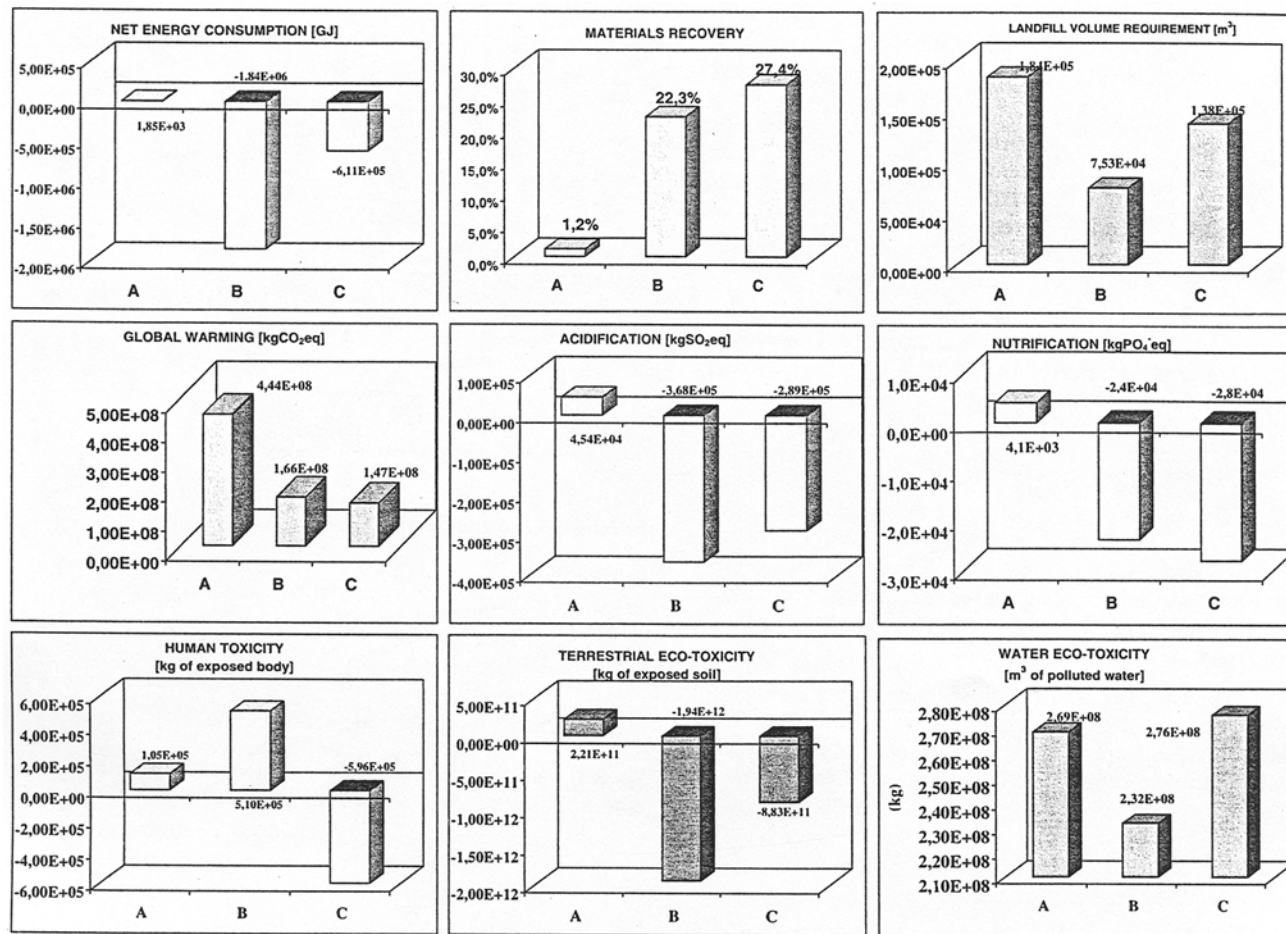 NET ENERGY CONSUMPTION [GJ]
5,00E+05
0,00E+00
-5,00E+05
-1,00E+06
-1,50E+06
-2,00E+06
1,85E+03
-1.84E+06
-6,11E+05
A B C
MATERIALS RECOVERY
30,0%
25,0%
20,0%
15,0%
10,0%
5,0%
0,0%
1,2%
22,3%
27,4%
A B C
LANDFILL VOLUME REQUIREMENT [m³]
2,00E+05
1,50E+05
1,00E+05
5,00E+04
0,00E+00
1,84E+05
7,53E+04
1,38E+05
A B C
GLOBAL WARMING [kgCO₂eq]
5,00E+08
4,00E+08
3,00E+08
2,00E+08
1,00E+08
0,00E+00
4,44E+08
1,66E+08
1,47E+08
A B C
ACIDIFICATION [kgSO₂eq]
1,00E+05
0,00E+00
-1,00E+05
-2,00E+05
-3,00E+05
-4,00E+05
4,54E+04
-3,68E+05
-2,89E+05
A B C
NUTRIFICATION [kgPO₄⁻eq]
1,0E+04
0,0E+00
-1,0E+04
-2,0E+04
-3,0E+04
4,1E+03
-2,4E+04
-2,8E+04
A B C
HUMAN TOXICITY
[kg of exposed body]
6,00E+05
4,00E+05
2,00E+05
0,00E+00
-2,00E+05
-4,00E+05
-6,00E+05
1,05E+05
5,10E+05
-5,96E+05
A B C
TERRESTRIAL ECO-TOXICITY
[kg of exposed soil]
5,00E+11
0,00E+00
-5,00E+11
-1,00E+12
-1,50E+12
-2,00E+12
2,21E+11
-1,94E+12
-8,83E+11
A B C
WATER ECO-TOXICITY
[m³ of polluted water]
(kg)
2,80E+08
2,70E+08
2,60E+08
2,50E+08
2,40E+08
2,30E+08
2,20E+08
2,10E+08
2,69E+08
2,32E+08
2,76E+08
A B C